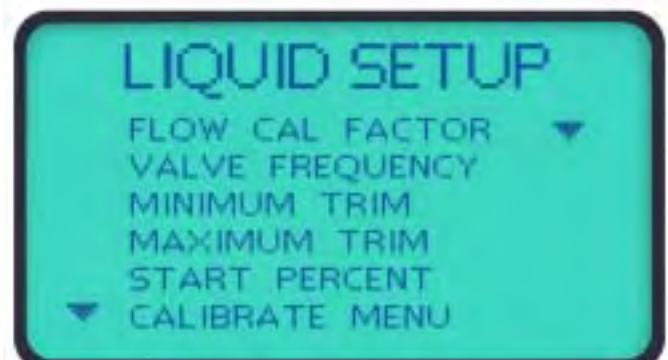 LIQUID SETUP
FLOW CAL FACTOR
VALVE FREQUENCY
MINIMUM TRIM
MAXIMUM TRIM
START PERCENT
CALIBRATE MENU